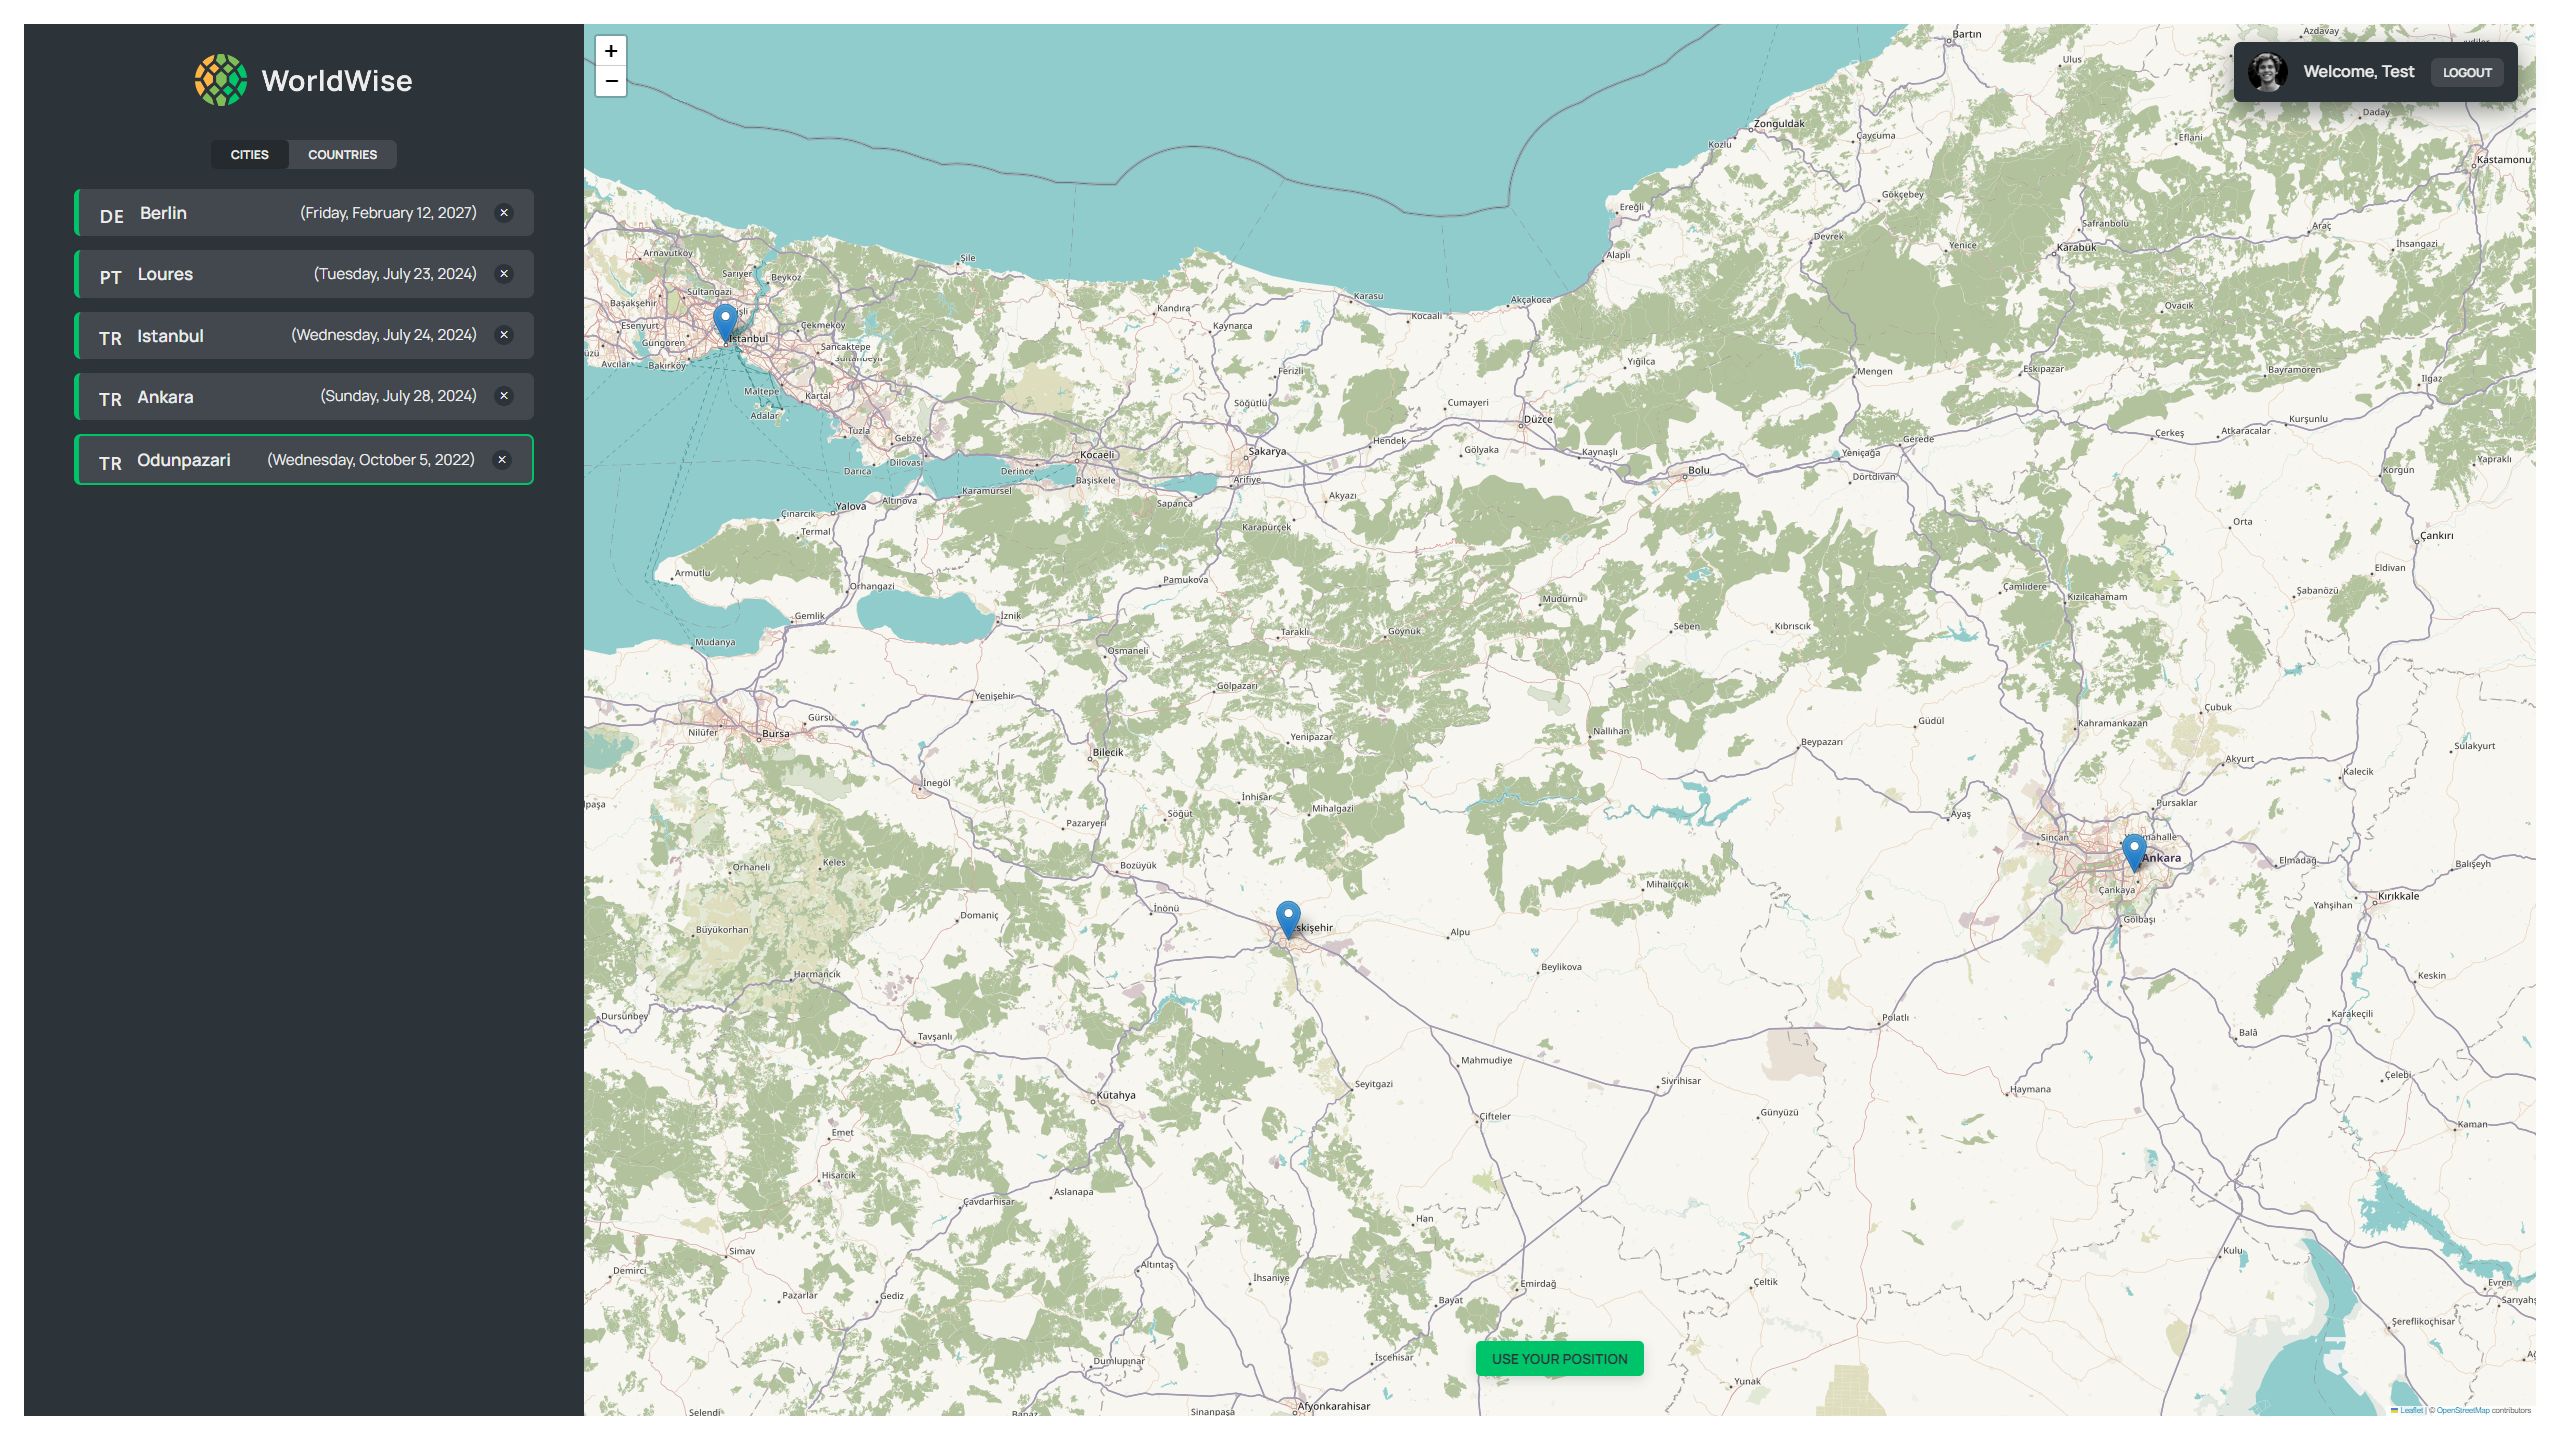 WorldWise
CITIES
COUNTRIES
DE Berlin (Friday, February 12, 2027) ×
PT Loures (Tuesday, July 23, 2024) ×
TR Istanbul (Wednesday, July 24, 2024) ×
TR Ankara (Sunday, July 28, 2024) ×
TR Odunpazari (Wednesday, October 5, 2022) ×
+
−
Welcome, Test
LOGOUT
Bartın
Azdavay
Ulus
Daday
Zonguldak
Çaycuma
Kozlu
Eflani
Kastamonu
Gökçebey
Ereğli
Safranbolu
Araç
Devrek
Yenice
Karabük
İhsangazi
Alaplı
Arnavutköy
Şile
Sarıyer
Beykoz
Sultangazi
Başakşehir
Karasu
Akçakoca
Kandıra
Ovacık
Kocaali
Esenyurt
Çekmeköy
Kaynarca
İstanbul
Güngören
Sancaktepe
Avcılar
Bakırköy
Yığılca
Ferizli
Mengen
Eskipazar
Bayramören
Ilgaz
Maltepe
Kartal
Söğütlü
Cumayeri
Adalar
Düzce
Kurşunlu
Tuzla
Gebze
Hendek
Gölyaka
Kaynaşlı
Gerede
Çerkeş
Atkaracalar
Kocaeli
Sakarya
Yeniçağa
Yapraklı
Darıca
Dilovası
Derince
Bolu
Korgun
Başiskele
Arifiye
Dörtdivan
Karamürsel
Akyazı
Altınova
Sapanca
Yalova
Çınarcık
Karapürçek
Orta
Termal
Çankırı
Armutlu
Pamukova
Eldivan
Orhangazi
Çamlıdere
Kızılcahamam
Şabanözü
Mudurnu
Gemlik
İznik
Seben
Kıbrıscık
Taraklı
Göynük
Mudanya
Osmaneli
Gölpazarı
Yenişehir
Çubuk
Gürsu
Güdül
Kahramankazan
Nilüfer
Bursa
Yenipazar
Nallıhan
Beypazarı
Sulakyurt
Bilecik
Akyurt
Kalecik
İnegöl
İnhisar
Mihalgazi
Pursaklar
Söğüt
Ayaş
Pazaryeri
Sincan
Ankara
Keles
Orhaneli
Bozüyük
Elmadağ
Balışeyh
Mihalıççık
Çankaya
Kırıkkale
İnönü
Yahşihan
Domaniç
Gölbaşı
Büyükorhan
Alpu
Beylikova
Harmancık
Keskin
Dursunbey
Polatlı
Karakeçili
Tavşanlı
Balâ
Mahmudiye
Seyitgazi
Sivrihisar
Çelebi
Kütahya
Haymana
Çifteler
Günyüzü
Emet
Kaman
Hisarcık
Aslanapa
Çavdarhisar
Han
Simav
Kulu
Demirci
Altıntaş
İhsaniye
Emirdağ
Çeltik
Evren
Pazarlar
Gediz
Bayat
Şereflikoçhisar
USE YOUR POSITION
Dumlupınar
İscehisar
Yunak
Selendi
Sinanpaşa
Afyonkarahisar
Leaflet | © OpenStreetMap contributors